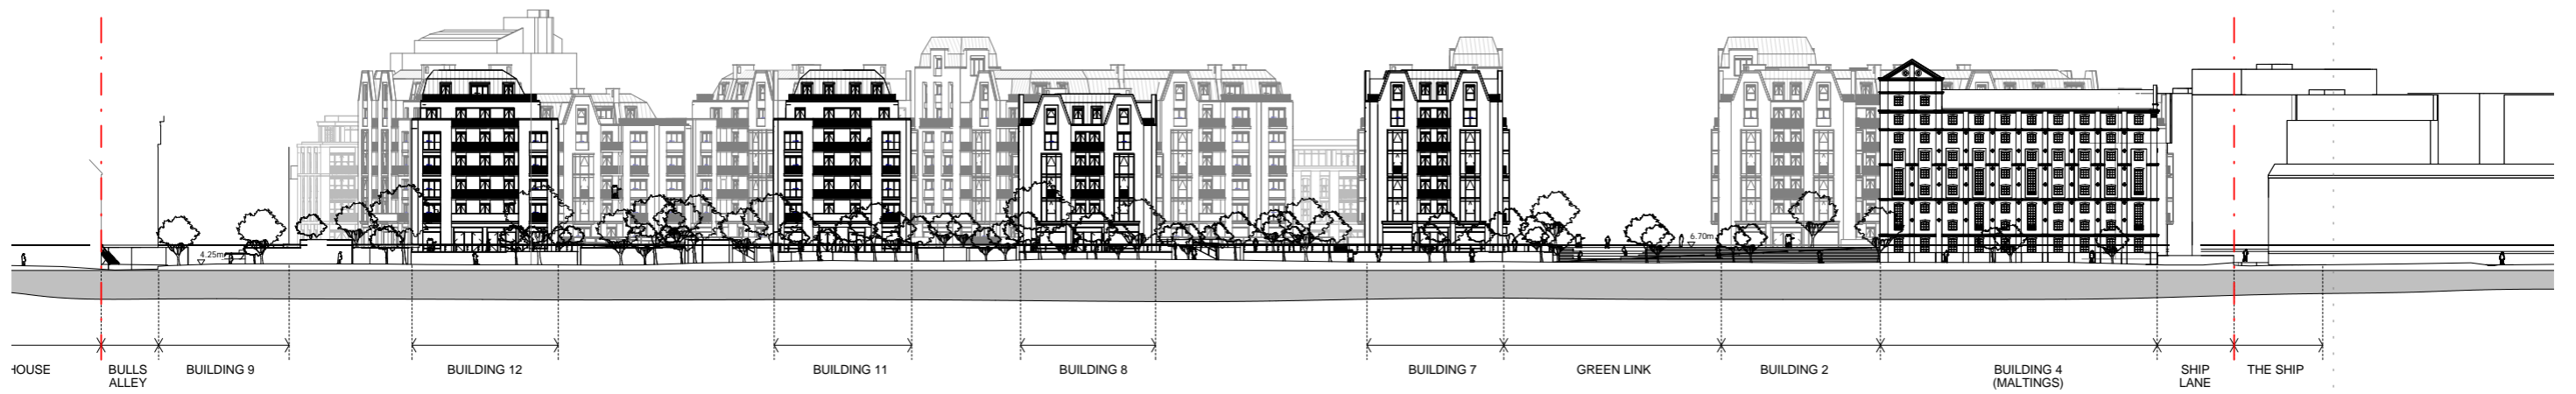 4.25m
6.70m
HOUSE
BULLS
ALLEY
BUILDING 9
BUILDING 12
BUILDING 11
BUILDING 8
BUILDING 7
GREEN LINK
BUILDING 2
BUILDING 4
(MALTINGS)
SHIP
LANE
THE SHIP